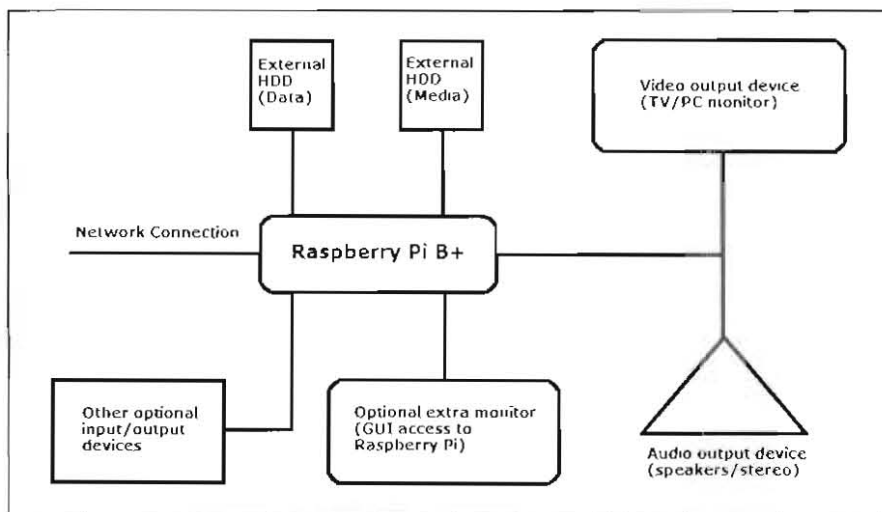 External
HDD
(Data)
External
HDD
(Media)
Video output device
(TV/PC monitor)
Network Connection
Raspberry Pi B+
Other optional
input/output
devices
Optional extra monitor
(GUI access to
Raspberry Pi)
Audio output device
(speakers/stereo)